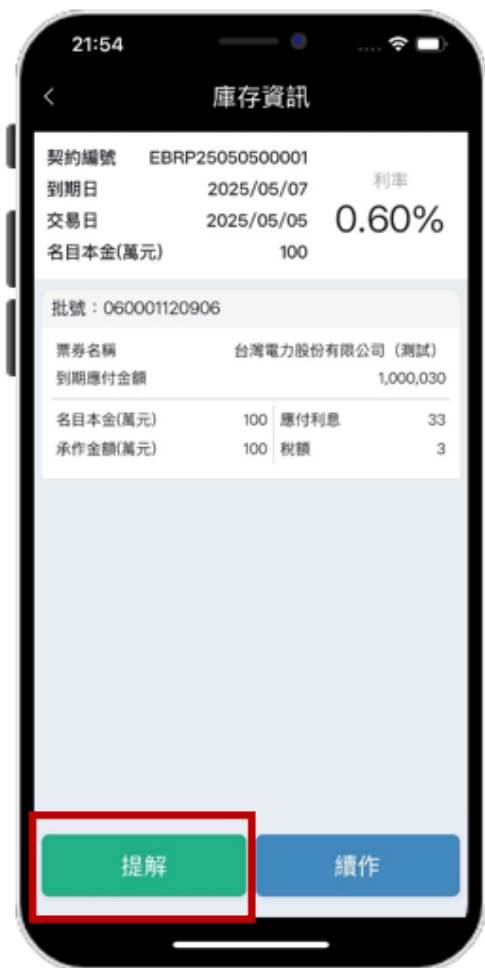 21:54
庫存資訊
契約編號 EBRP25050500001
到期日 2025/05/07
交易日 2025/05/05
名目本金(萬元) 100
利率
0.60%
批號：060001120906
票券名稱 台灣電力股份有限公司（測試）
到期應付金額 1,000,030
名目本金(萬元) 100 應付利息 33
承作金額(萬元) 100 稅額 3
提解 續作